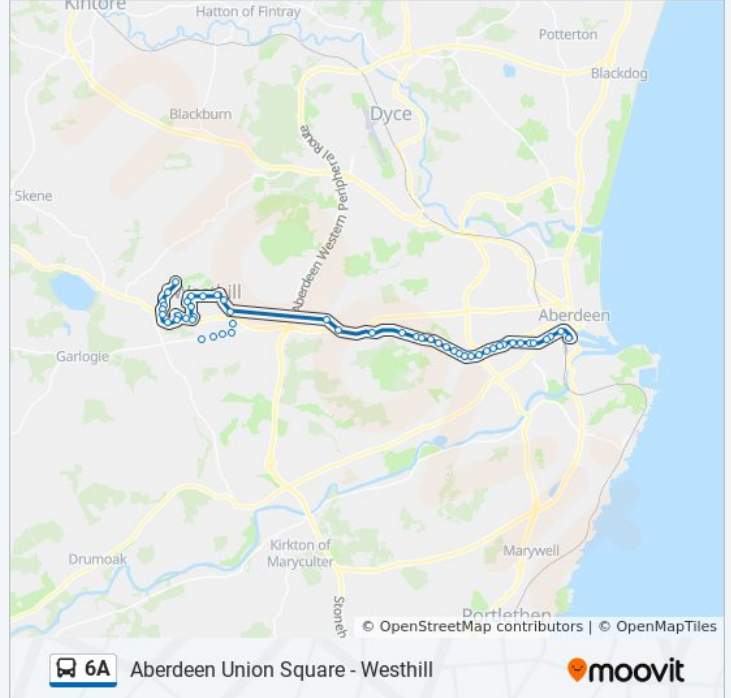 Kintore
Hatton of Fintray
Potterton
Blackdog
Blackburn
Dyce
Aberdeen Western Peripheral Route
Skene
Westhill
Aberdeen
Garlogie
Drumoak
Kirkton of
Maryculter
Marywell
Stoneh
Portlethen
© OpenStreetMap contributors | © OpenMapTiles
6A Aberdeen Union Square - Westhill
moovit